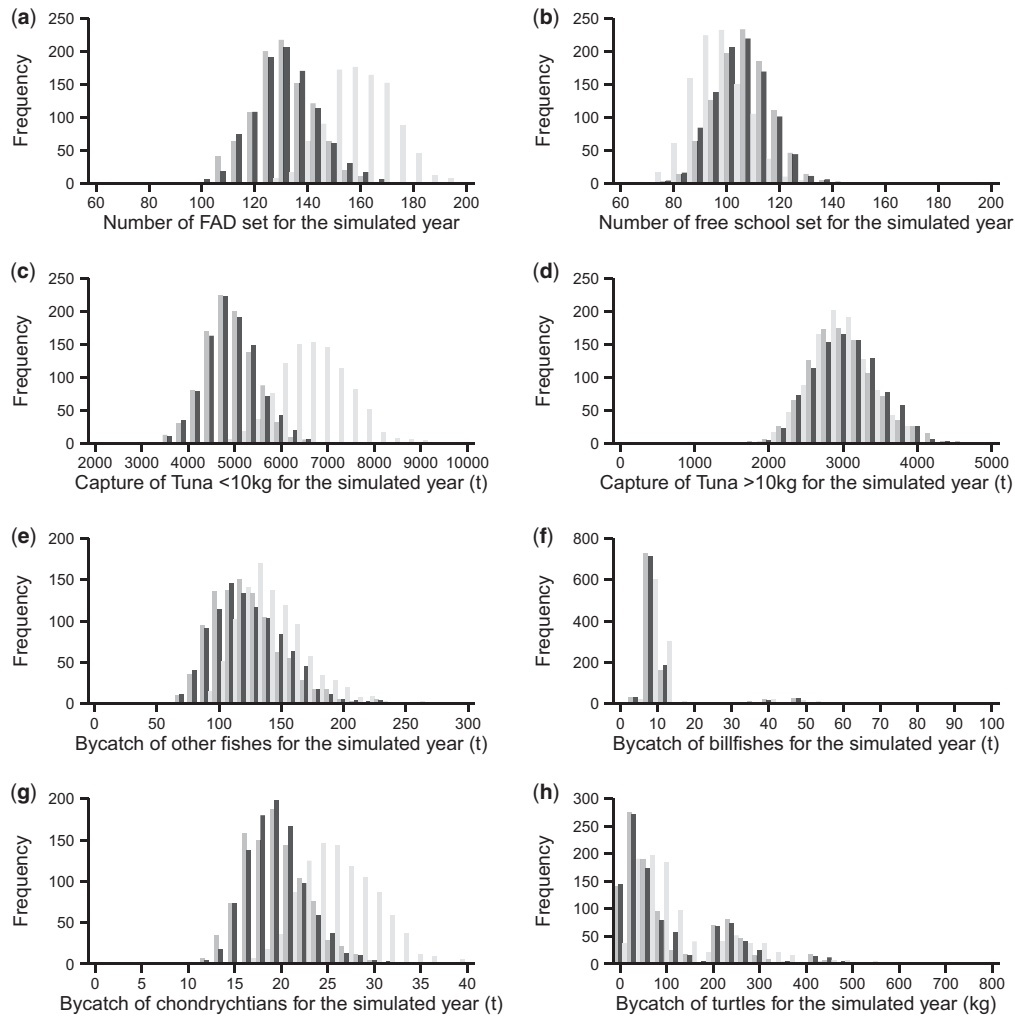 (a)
250
200
150
100
50
0
Frequency
60 80 100 120 140 160 180 200
Number of FAD set for the simulated year
(b)
250
200
150
100
50
0
Frequency
60 80 100 120 140 160 180 200
Number of free school set for the simulated year
(c)
250
200
150
100
50
0
Frequency
2000 3000 4000 5000 6000 7000 8000 9000 10000
Capture of Tuna <10kg for the simulated year (t)
(d)
250
200
150
100
50
0
Frequency
0 1000 2000 3000 4000 5000
Capture of Tuna >10kg for the simulated year (t)
(e)
200
150
100
50
0
Frequency
0 50 100 150 200 250 300
Bycatch of other fishes for the simulated year (t)
(f)
800
600
400
200
0
Frequency
0 10 20 30 40 50 60 70 80 90 100
Bycatch of billfishes for the simulated year (t)
(g)
200
150
100
50
0
Frequency
0 5 10 15 20 25 30 35 40
Bycatch of chondrychtians for the simulated year (t)
(h)
300
250
200
150
100
50
0
Frequency
0 100 200 300 400 500 600 700 800
Bycatch of turtles for the simulated year (kg)